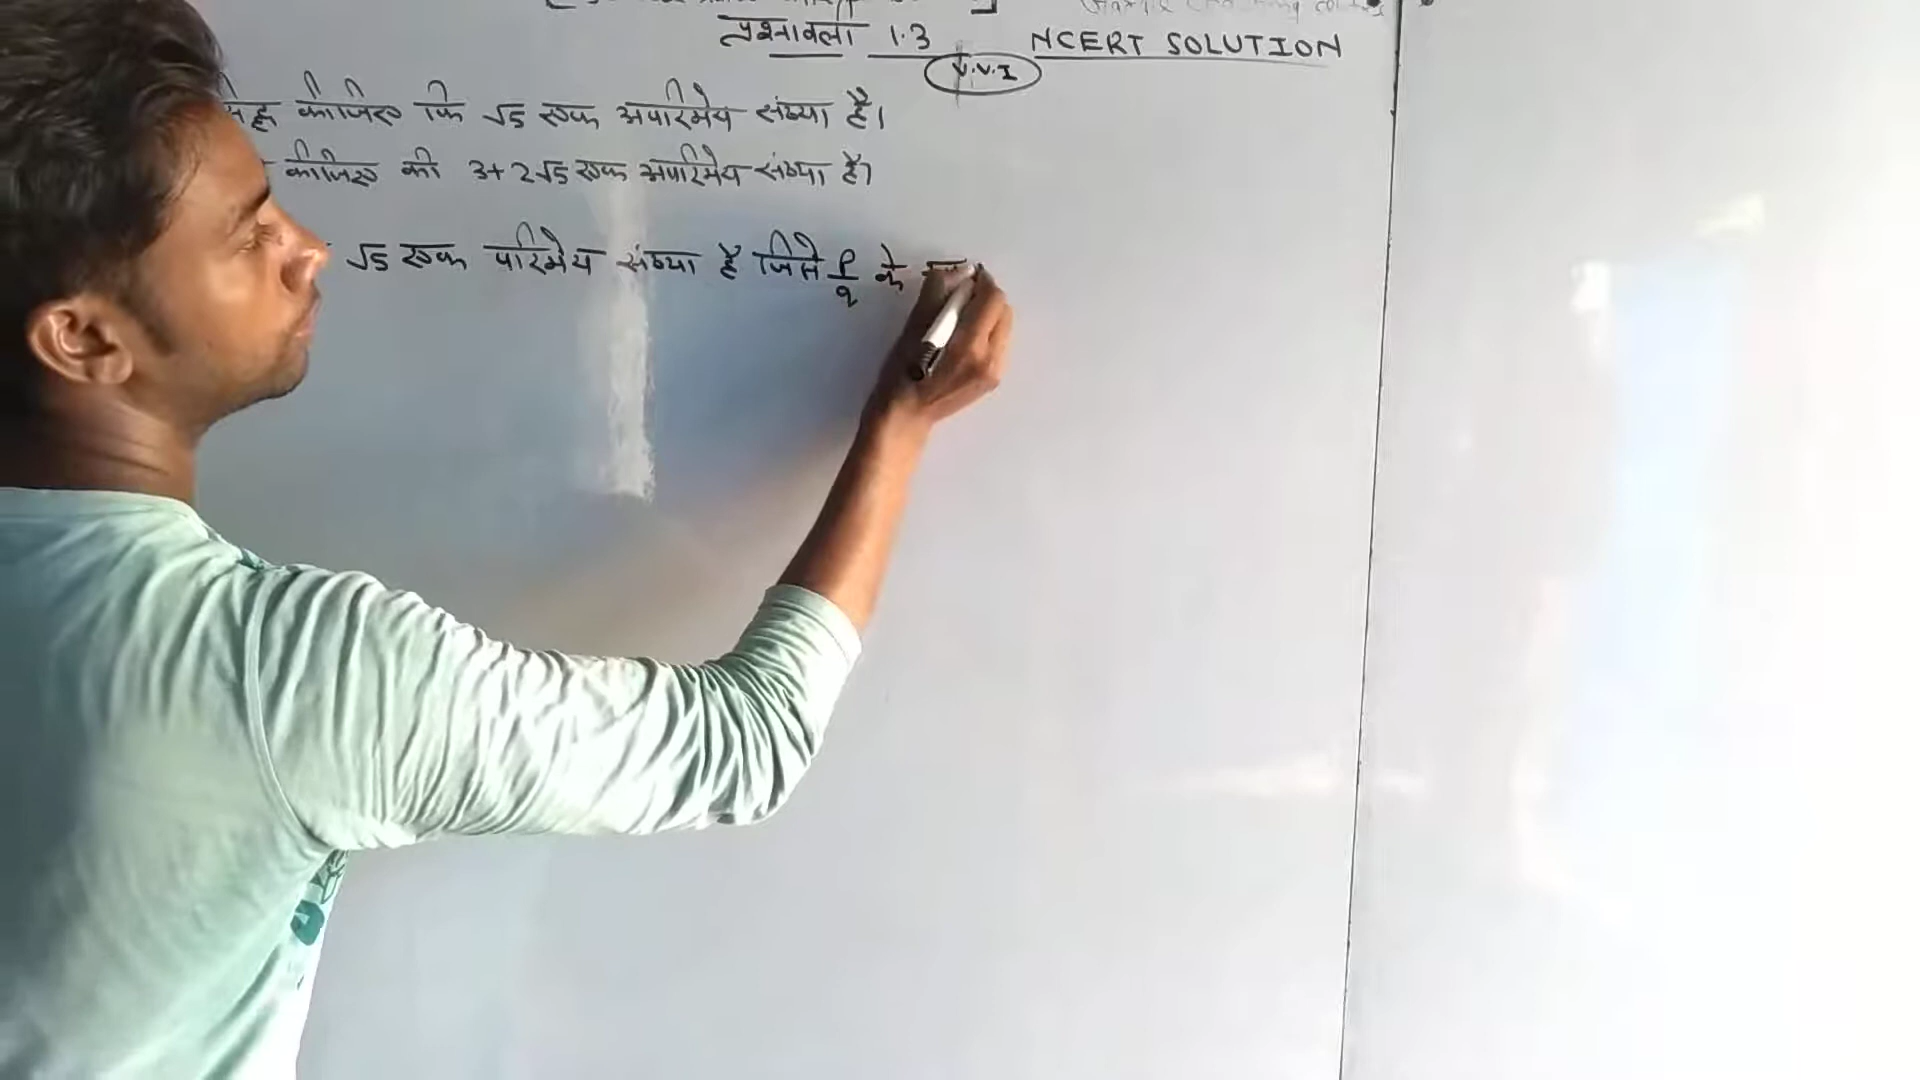 प्रश्नावली 1.3 NCERT SOLUTION
V.V.I
कीजिए कि √5 एक अपरिमेय संख्या है।
कीजिए की 3+2√5 एक अपरिमेय संख्या है।
√5 एक परिमेय संख्या है जिसे p/q के